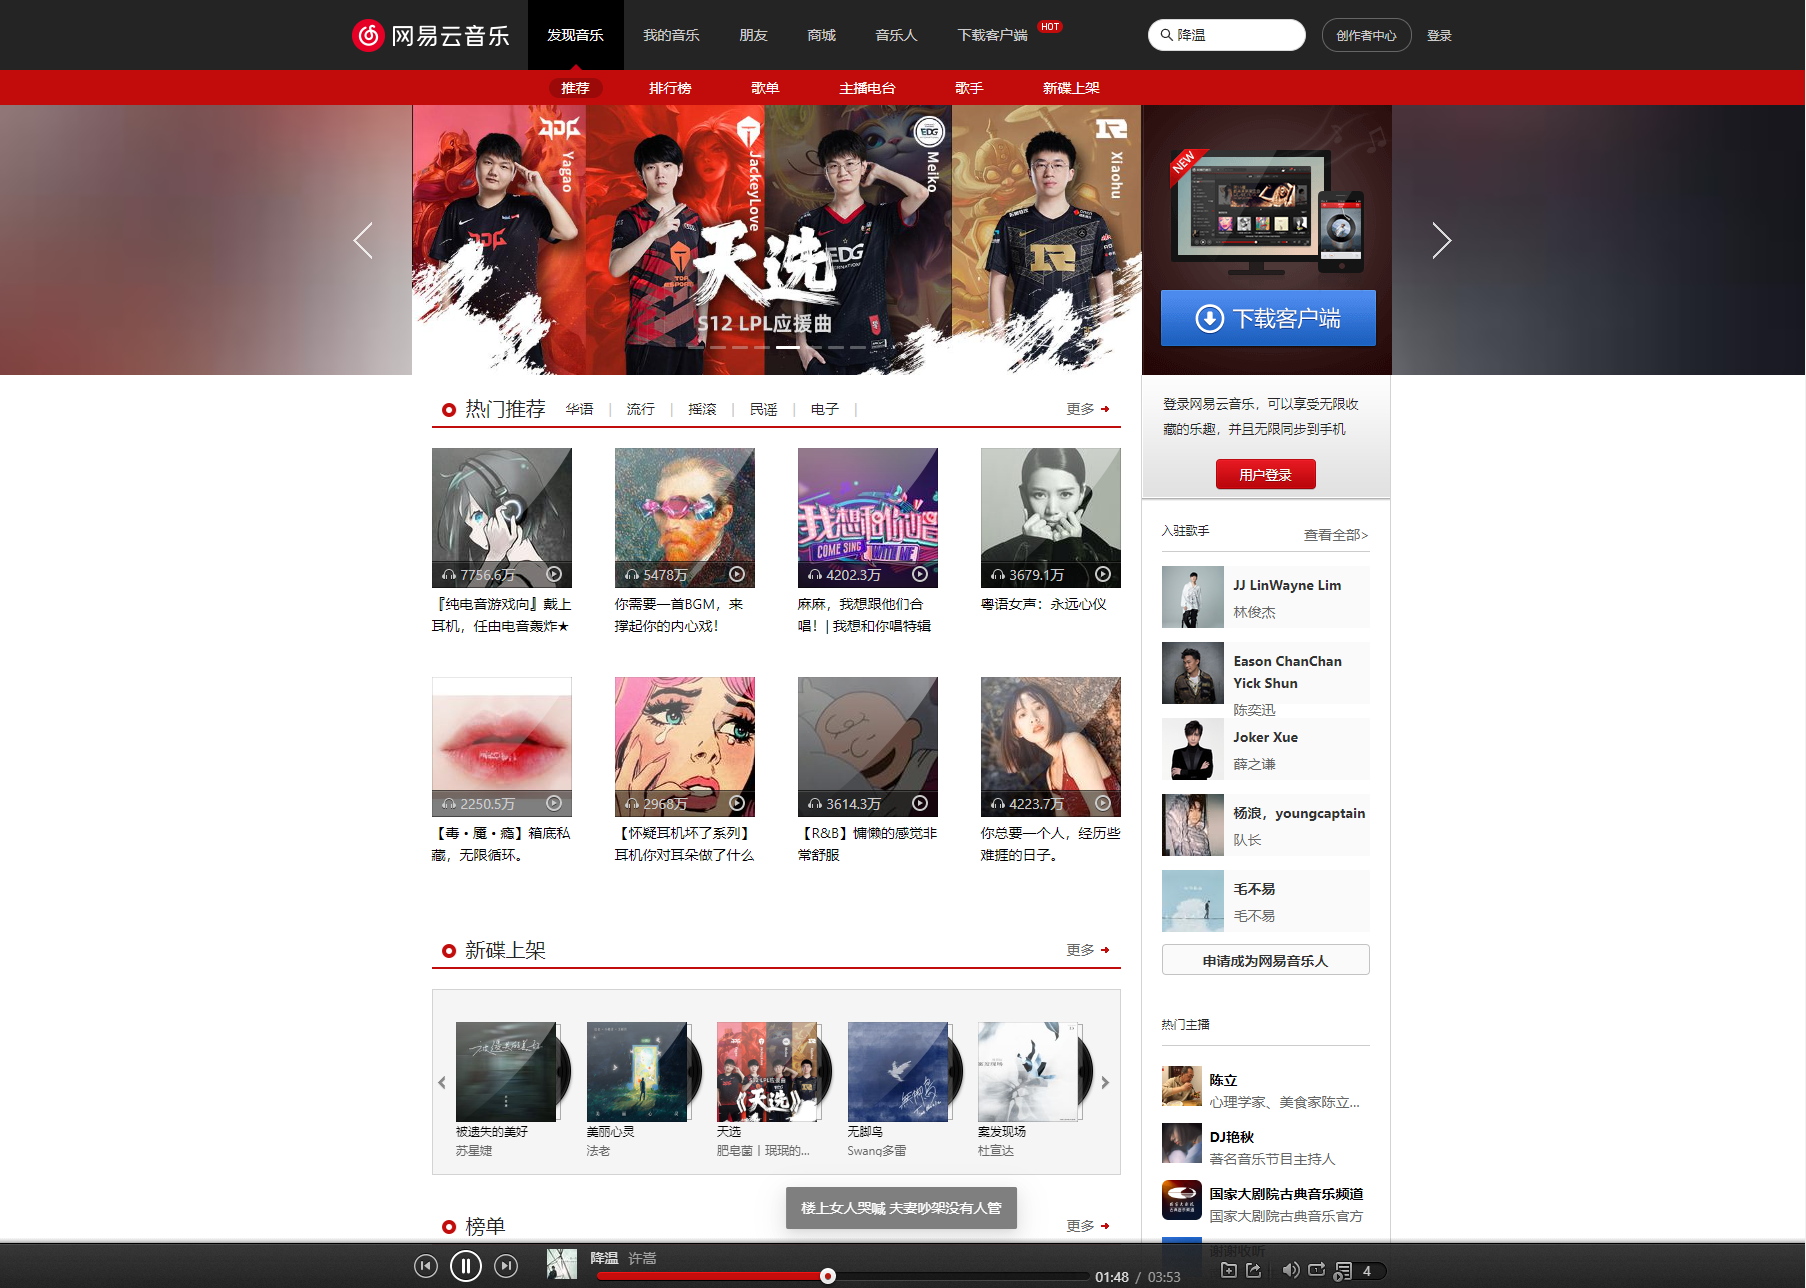 网易云音乐
发现音乐
我的音乐
朋友
商城
音乐人
下载客户端
HOT
降温
创作者中心
登录
推荐
排行榜
歌单
主播电台
歌手
新碟上架
JDG
Yagao
JackeyLove
EDG
Meiko
Xiaohu
天选
S12 LPL应援曲
NEW
下载客户端
登录网易云音乐，可以享受无限收
藏的乐趣，并且无限同步到手机
用户登录
热门推荐
华语 | 流行 | 摇滚 | 民谣 | 电子 |
更多
我想和你唱
COME SING WITH ME
7756.6万
5478万
4202.3万
3679.1万
『纯电音游戏向』戴上
耳机，任由电音轰炸★
你需要一首BGM，来
撑起你的内心戏！
麻麻，我想跟他们合
唱！| 我想和你唱特辑
粤语女声：永远心仪
2250.5万
2968万
3614.3万
4223.7万
【毒·魇·瘾】箱底私
藏，无限循环。
【怀疑耳机坏了系列】
耳机你对耳朵做了什么
【R&B】慵懒的感觉非
常舒服
你总要一个人，经历些
难捱的日子。
入驻歌手
查看全部>
JJ LinWayne Lim
林俊杰
Eason ChanChan
Yick Shun
陈奕迅
Joker Xue
薛之谦
杨浪，youngcaptain
队长
毛不易
毛不易
申请成为网易音乐人
新碟上架
更多
被遗失的美好
苏星婕
美丽心灵
法老
天选
肥皂菌丨珉珉的...
无脚鸟
Swang多雷
案发现场
杜宣达
热门主播
陈立
心理学家、美食家陈立...
DJ艳秋
著名音乐节目主持人
国家大剧院古典音乐频道
国家大剧院古典音乐官方
谢谢收听
榜单
更多
楼上女人哭喊 夫妻吵架没有人管
降温 许嵩
01:48 / 03:53
4